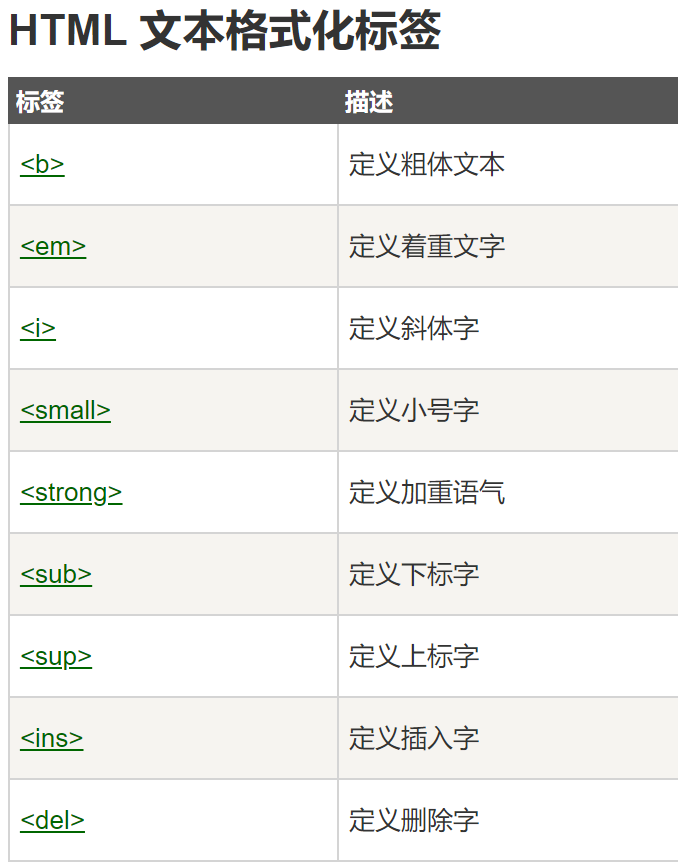 HTML 文本格式化标签
标签 描述
<b> 定义粗体文本
<em> 定义着重文字
<i> 定义斜体字
<small> 定义小号字
<strong> 定义加重语气
<sub> 定义下标字
<sup> 定义上标字
<ins> 定义插入字
<del> 定义删除字